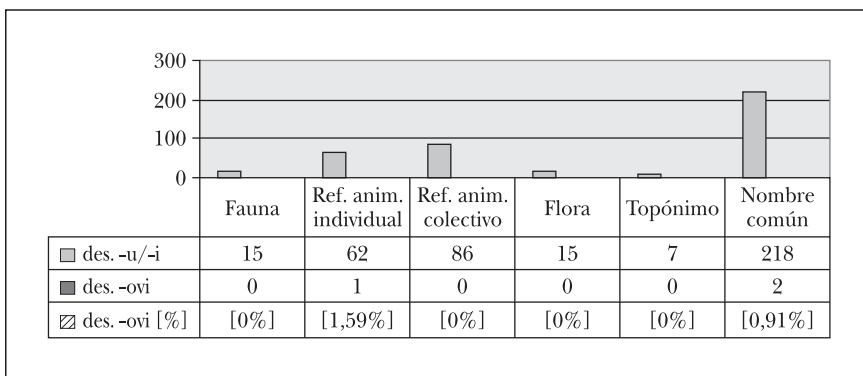 300
200
100
0
Fauna Ref. anim. individual Ref. anim. colectivo Flora Topónimo Nombre común
des. -u/-i 15 62 86 15 7 218
des. -ovi 0 1 0 0 0 2
des. -ovi [%] [0%] [1,59%] [0%] [0%] [0%] [0,91%]